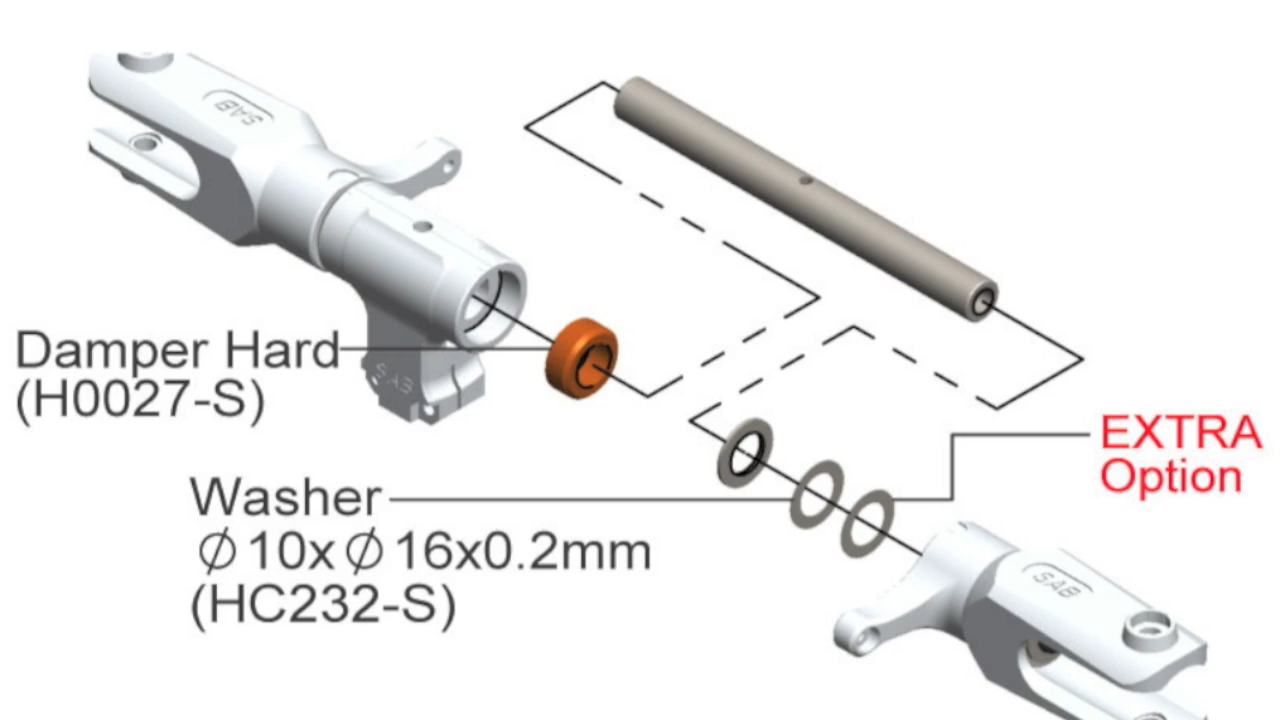 SAB
Damper Hard
(H0027-S)
SAB
EXTRA
Option
Washer
Ø10xØ16x0.2mm
(HC232-S)
SAB